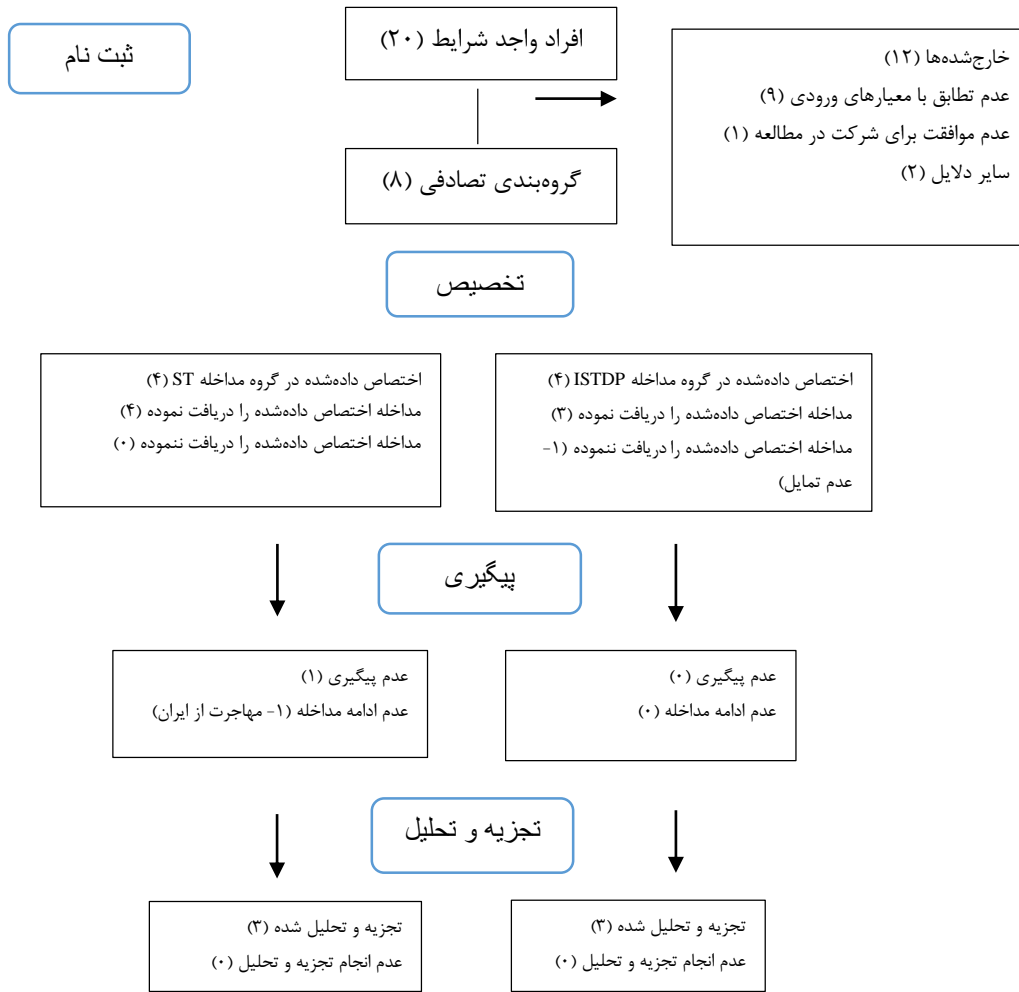 ثبت نام
افراد واجد شرایط (۲۰)
خارج‌شده‌ها (۱۲)
عدم تطابق با معیارهای ورودی (۹)
عدم موافقت برای شرکت در مطالعه (۱)
سایر دلایل (۲)
گروه‌بندی تصادفی (۸)
تخصیص
اختصاص داده‌شده در گروه مداخله ISTDP (۴)
مداخله اختصاص داده‌شده را دریافت نموده (۳)
مداخله اختصاص داده‌شده را دریافت ننموده (۱-
عدم تمایل)
اختصاص داده‌شده در گروه مداخله ST (۴)
مداخله اختصاص داده‌شده را دریافت نموده (۴)
مداخله اختصاص داده‌شده را دریافت ننموده (۰)
پیگیری
عدم پیگیری (۰)
عدم ادامه مداخله (۰)
عدم پیگیری (۱)
عدم ادامه مداخله (۱- مهاجرت از ایران)
تجزیه و تحلیل
تجزیه و تحلیل شده (۳)
عدم انجام تجزیه و تحلیل (۰)
تجزیه و تحلیل شده (۳)
عدم انجام تجزیه و تحلیل (۰)